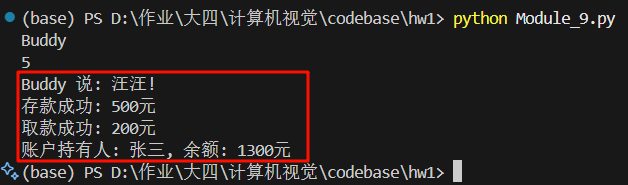 (base) PS D:\作业\大四\计算机视觉\codebase\hw1> python Module_9.py
Buddy
5
Buddy 说: 汪汪!
存款成功: 500元
取款成功: 200元
账户持有人: 张三, 余额: 1300元
(base) PS D:\作业\大四\计算机视觉\codebase\hw1>